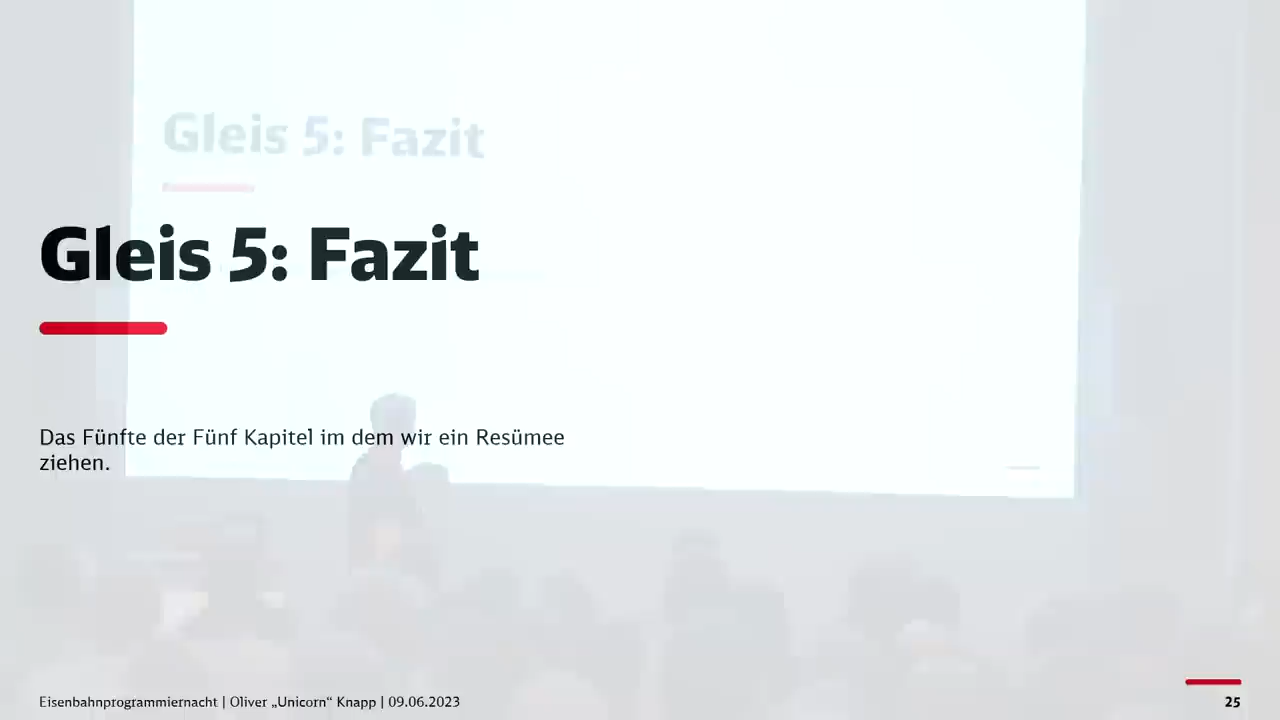 Gleis 5: Fazit
Gleis 5: Fazit
Das Fünfte der Fünf Kapitel im dem wir ein Resümee
ziehen.
Eisenbahnprogrammiernacht | Oliver „Unicorn“ Knapp | 09.06.2023
25